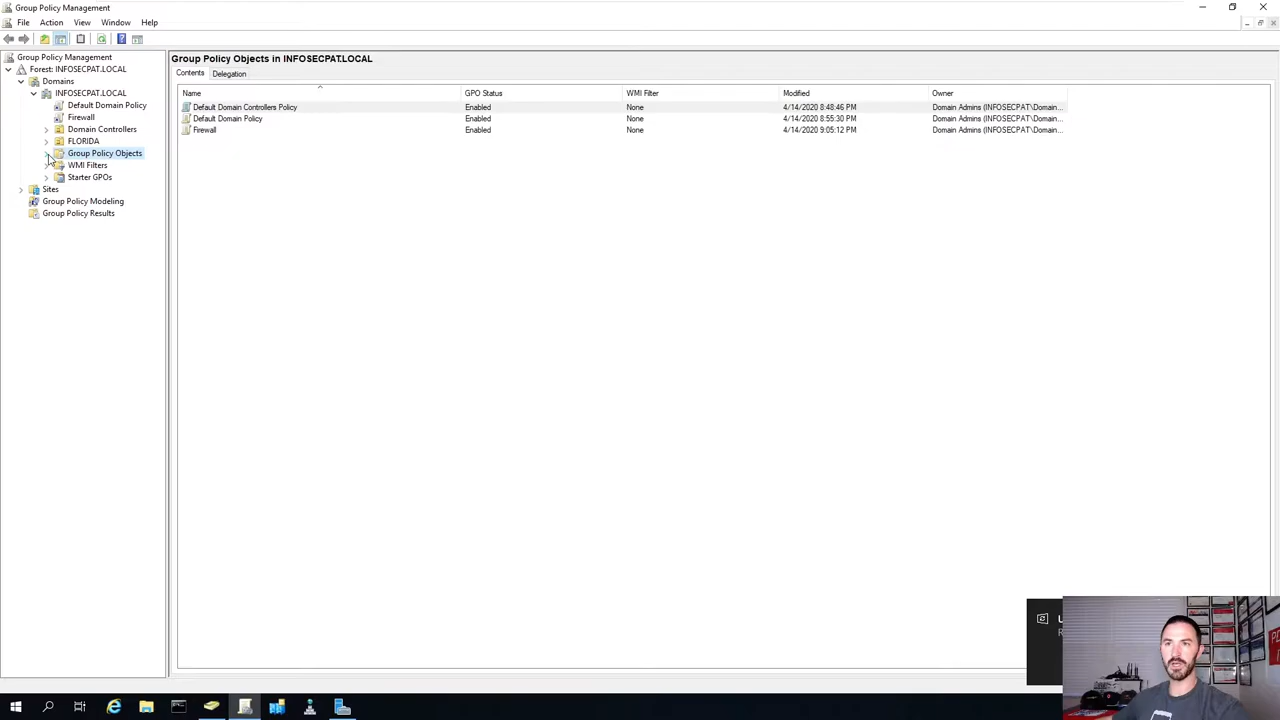 Group Policy Management
File Action View Window Help
Group Policy Management
Forest: INFOSECPAT.LOCAL
Domains
INFOSECPAT.LOCAL
Default Domain Policy
Firewall
Domain Controllers
FLORIDA
Group Policy Objects
WMI Filters
Starter GPOs
Sites
Group Policy Modeling
Group Policy Results
Group Policy Objects in INFOSECPAT.LOCAL
Contents Delegation
Name GPO Status WMI Filter Modified Owner
Default Domain Controllers Policy Enabled None 4/14/2020 8:48:46 PM Domain Admins (INFOSECPAT\Domain...
Default Domain Policy Enabled None 4/14/2020 8:55:30 PM Domain Admins (INFOSECPAT\Domain...
Firewall Enabled None 4/14/2020 9:05:12 PM Domain Admins (INFOSECPAT\Domain...